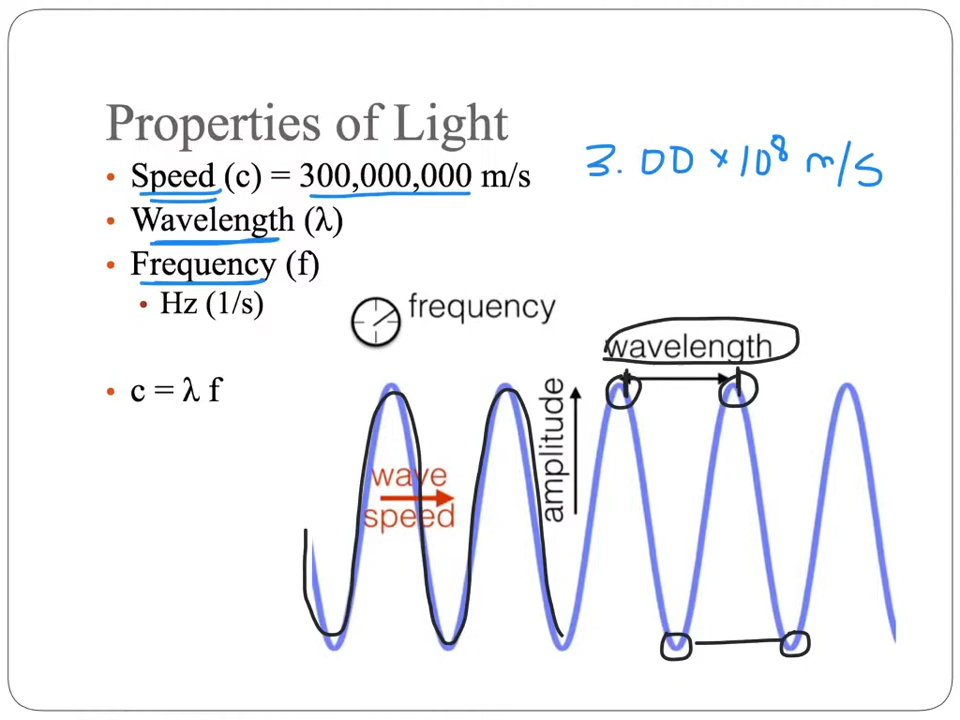 Properties of Light
• Speed (c) = 300,000,000 m/s
3.00 × 10⁸ m/s
• Wavelength (λ)
• Frequency (f)
• Hz (1/s)
frequency
wavelength
• c = λ f
amplitude
wave
speed